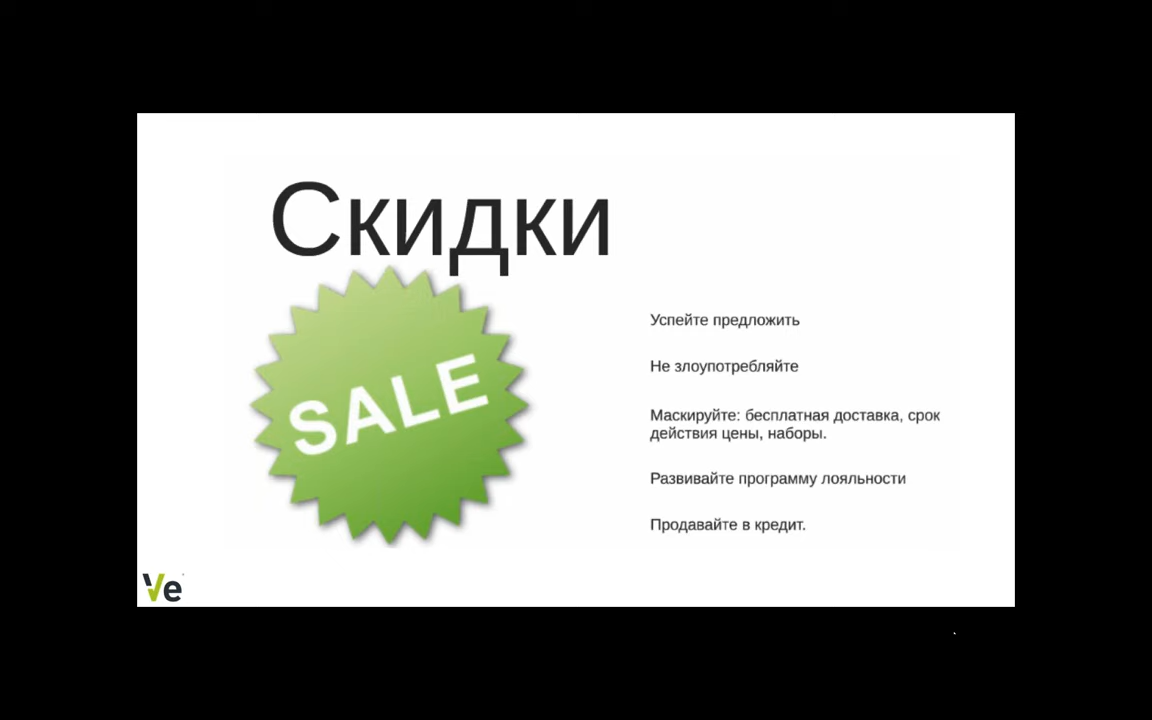 Скидки
SALE
Успейте предложить
Не злоупотребляйте
Маскируйте: бесплатная доставка, срок
действия цены, наборы.
Развивайте программу лояльности
Продавайте в кредит.
Ve